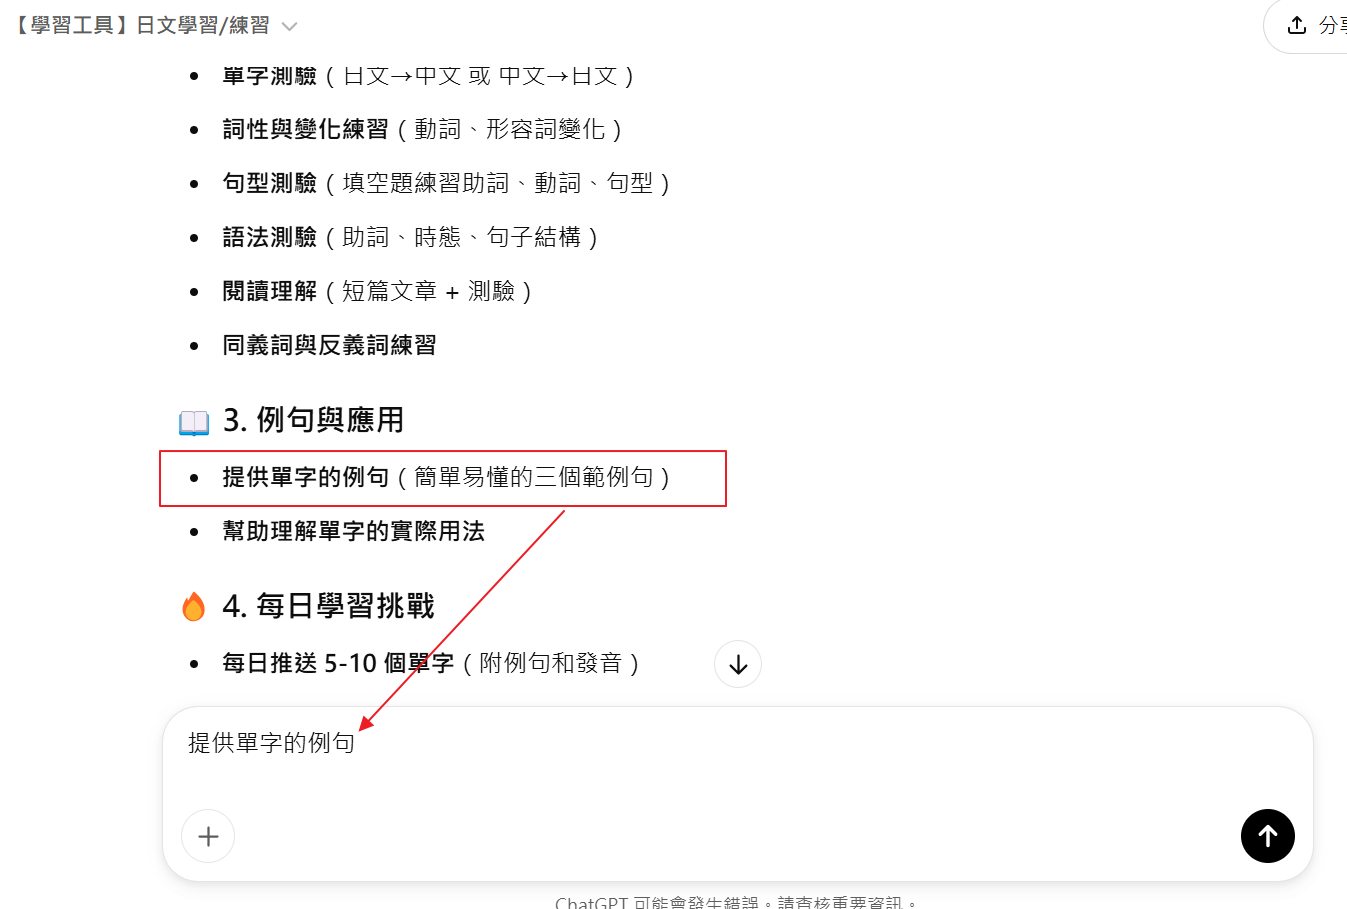 【學習工具】日文學習/練習
分享
單字測驗（日文→中文 或 中文→日文）
詞性與變化練習（動詞、形容詞變化）
句型測驗（填空題練習助詞、動詞、句型）
語法測驗（助詞、時態、句子結構）
閱讀理解（短篇文章 + 測驗）
同義詞與反義詞練習
📖 3. 例句與應用
提供單字的例句（簡單易懂的三個範例句）
幫助理解單字的實際用法
🔥 4. 每日學習挑戰
每日推送 5-10 個單字（附例句和發音）
提供單字的例句
ChatGPT 可能會發生錯誤。請查核重要資訊。